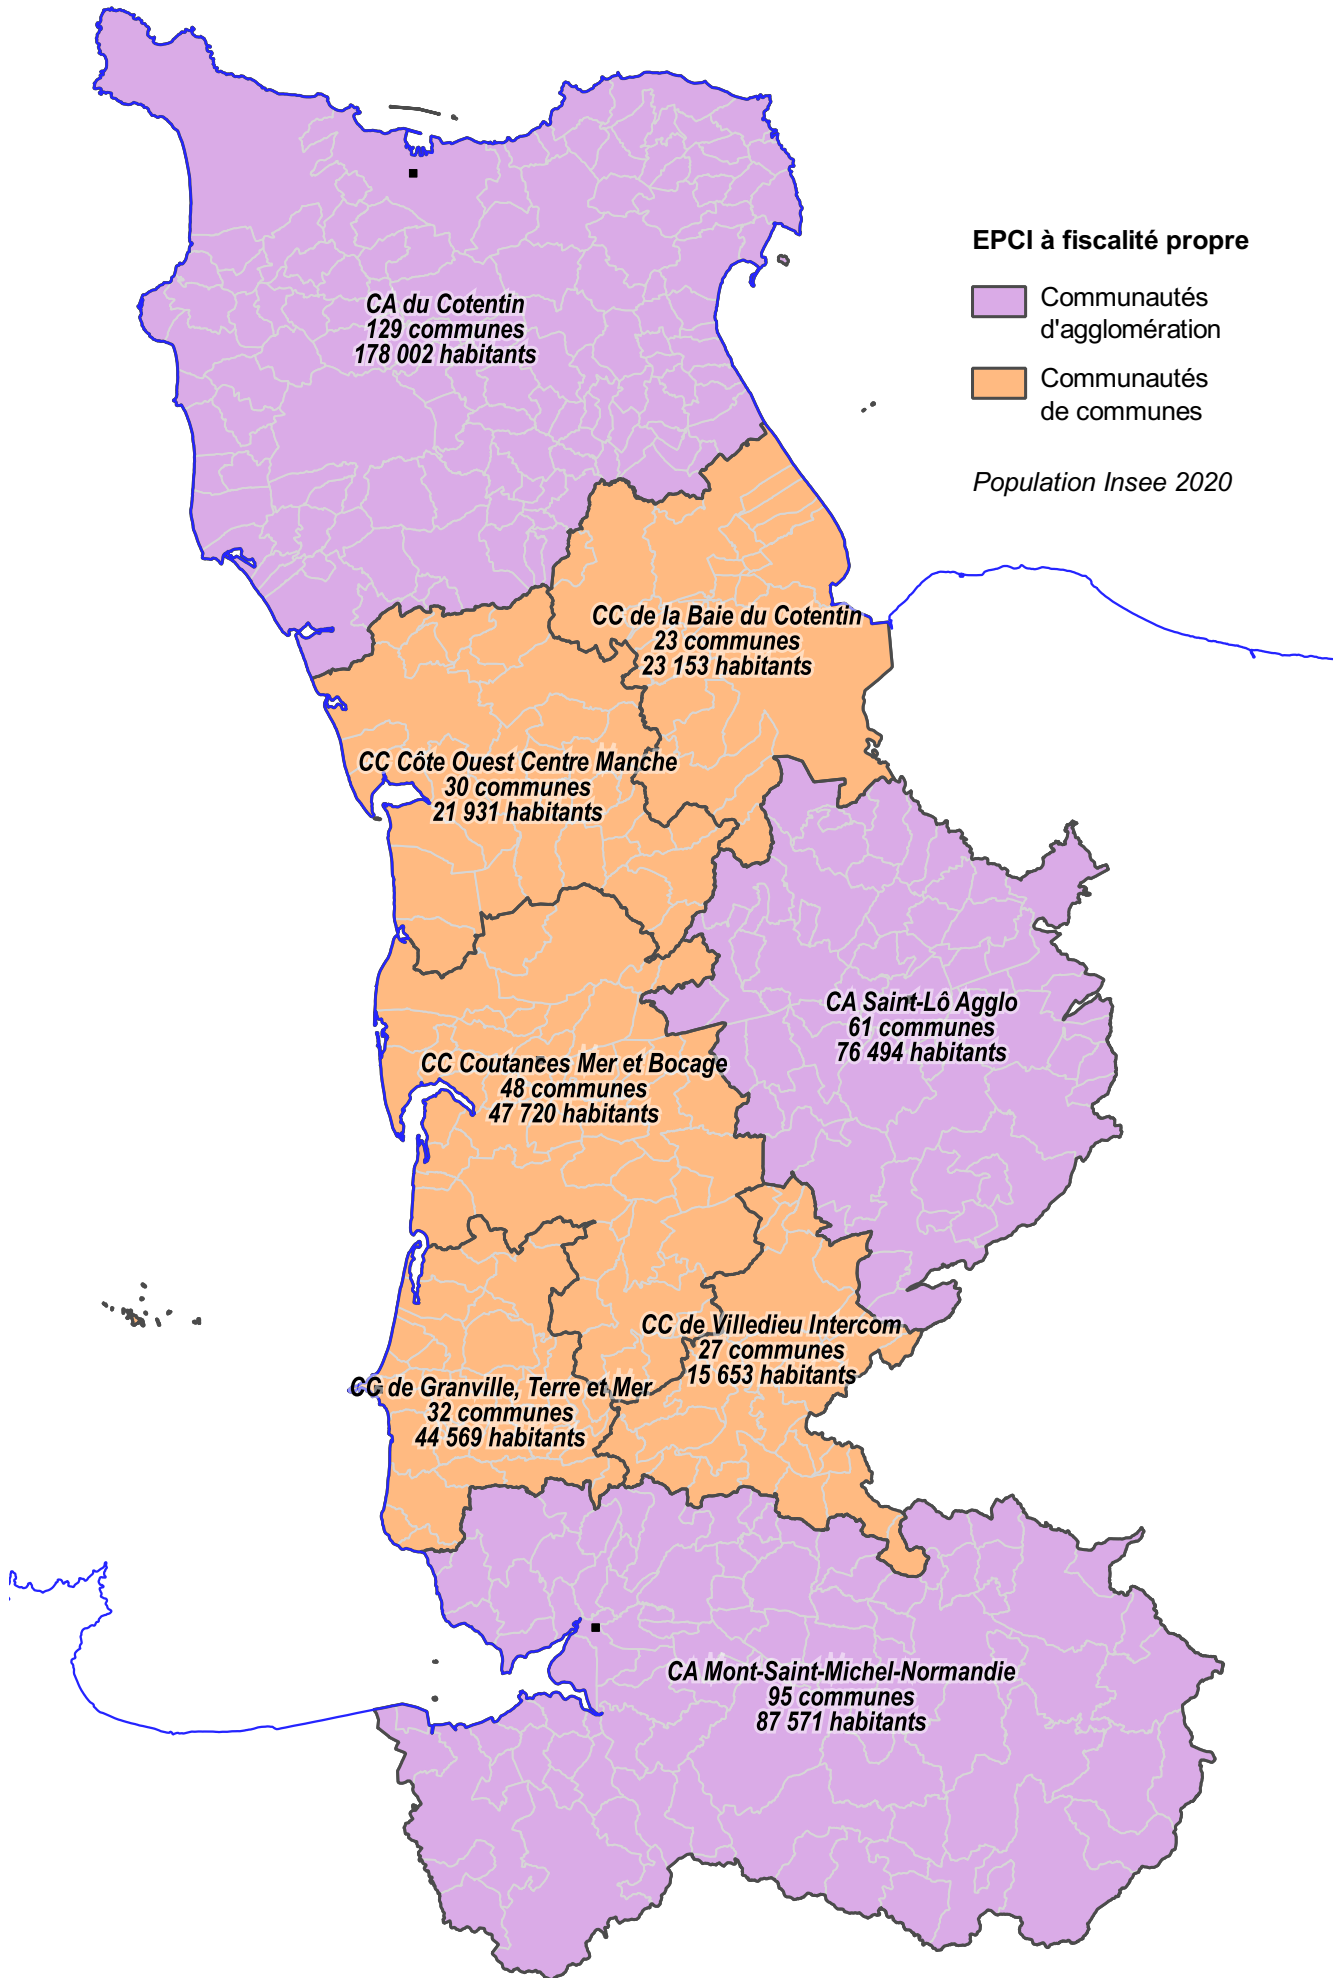 EPCI à fiscalité propre
Communautés
d'agglomération
Communautés
de communes
Population Insee 2020
CA du Cotentin
129 communes
178 002 habitants
CC de la Baie du Cotentin
23 communes
23 153 habitants
CC Côte Ouest Centre Manche
30 communes
21 931 habitants
CA Saint-Lô Agglo
61 communes
76 494 habitants
CC Coutances Mer et Bocage
48 communes
47 720 habitants
CC de Villedieu Intercom
27 communes
15 653 habitants
CC de Granville, Terre et Mer
32 communes
44 569 habitants
CA Mont-Saint-Michel-Normandie
95 communes
87 571 habitants